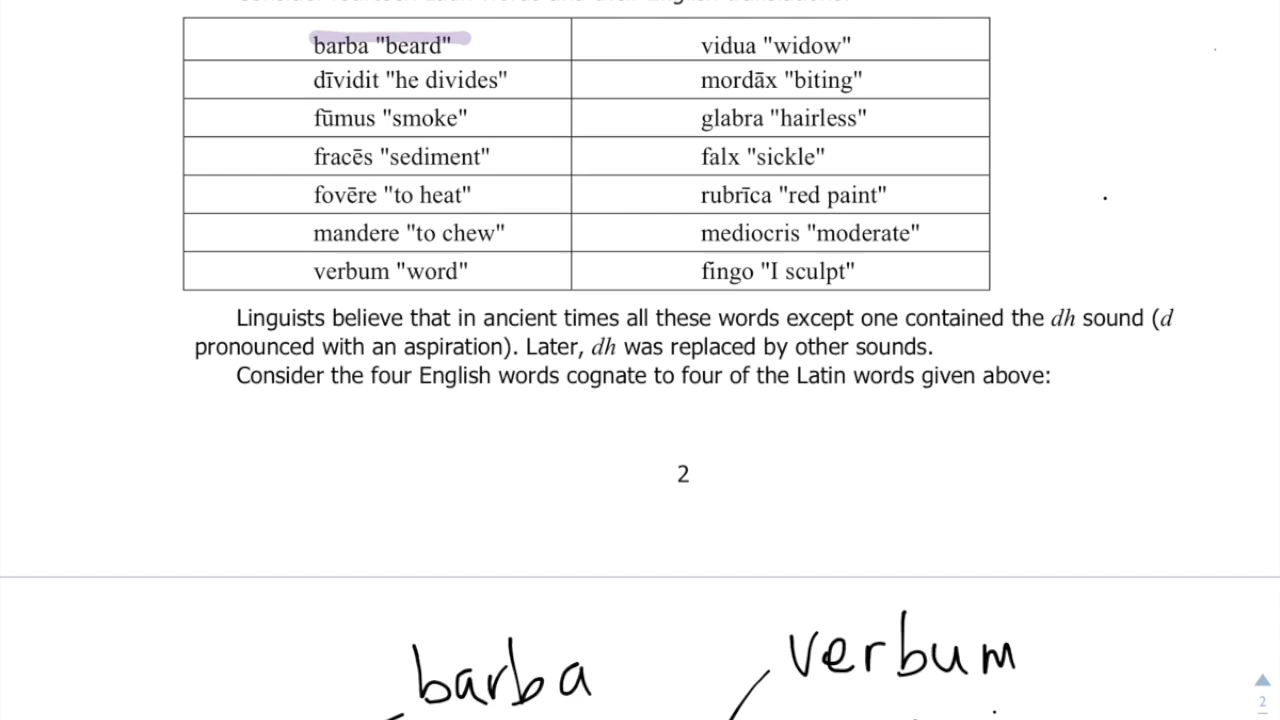 barba "beard" vidua "widow"
dīvidit "he divides" mordāx "biting"
fūmus "smoke" glabra "hairless"
fracēs "sediment" falx "sickle"
fovēre "to heat" rubrīca "red paint"
mandere "to chew" mediocris "moderate"
verbum "word" fingo "I sculpt"
Linguists believe that in ancient times all these words except one contained the dh sound (d
pronounced with an aspiration). Later, dh was replaced by other sounds.
Consider the four English words cognate to four of the Latin words given above:
2
verbum
barba
2